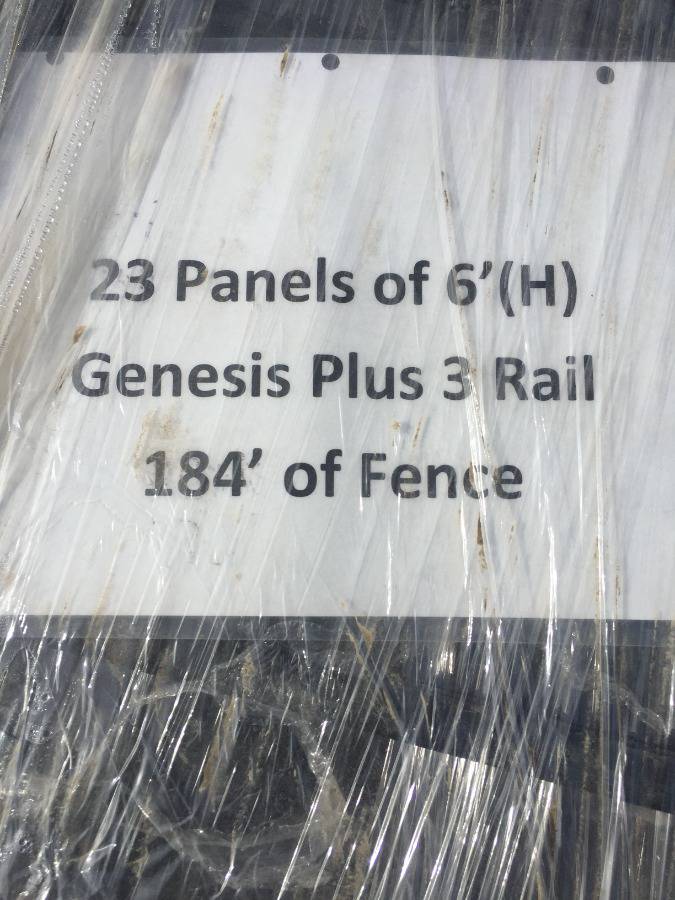 23 Panels of 6’(H)
Genesis Plus 3 Rail
184’ of Fence